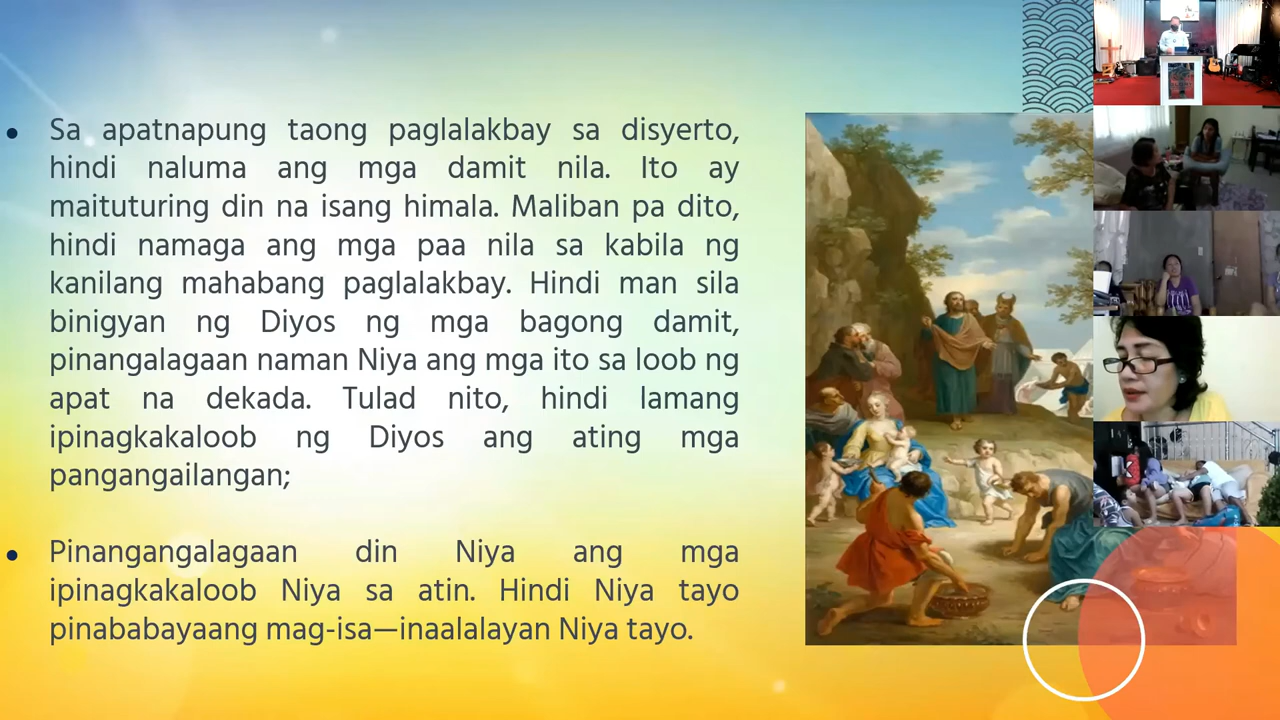 Sa apatnapung taong paglalakbay sa disyerto,
hindi naluma ang mga damit nila. Ito ay
maituturing din na isang himala. Maliban pa dito,
hindi namaga ang mga paa nila sa kabila ng
kanilang mahabang paglalakbay. Hindi man sila
binigyan ng Diyos ng mga bagong damit,
pinangalagaan naman Niya ang mga ito sa loob ng
apat na dekada. Tulad nito, hindi lamang
ipinagkakaloob ng Diyos ang ating mga
pangangailangan;
Pinangangalagaan din Niya ang mga
ipinagkakaloob Niya sa atin. Hindi Niya tayo
pinababayaang mag-isa—inaalalayan Niya tayo.